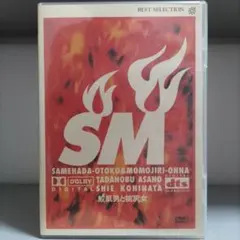 BEST SELECTION
SM
SAMEHADA-OTOKO&MOMOJIRI-ONNA
DOLBY
DIGITAL
TADANOBU ASANO
SHIE KOHINATA
dts
鮫肌男と桃尻女